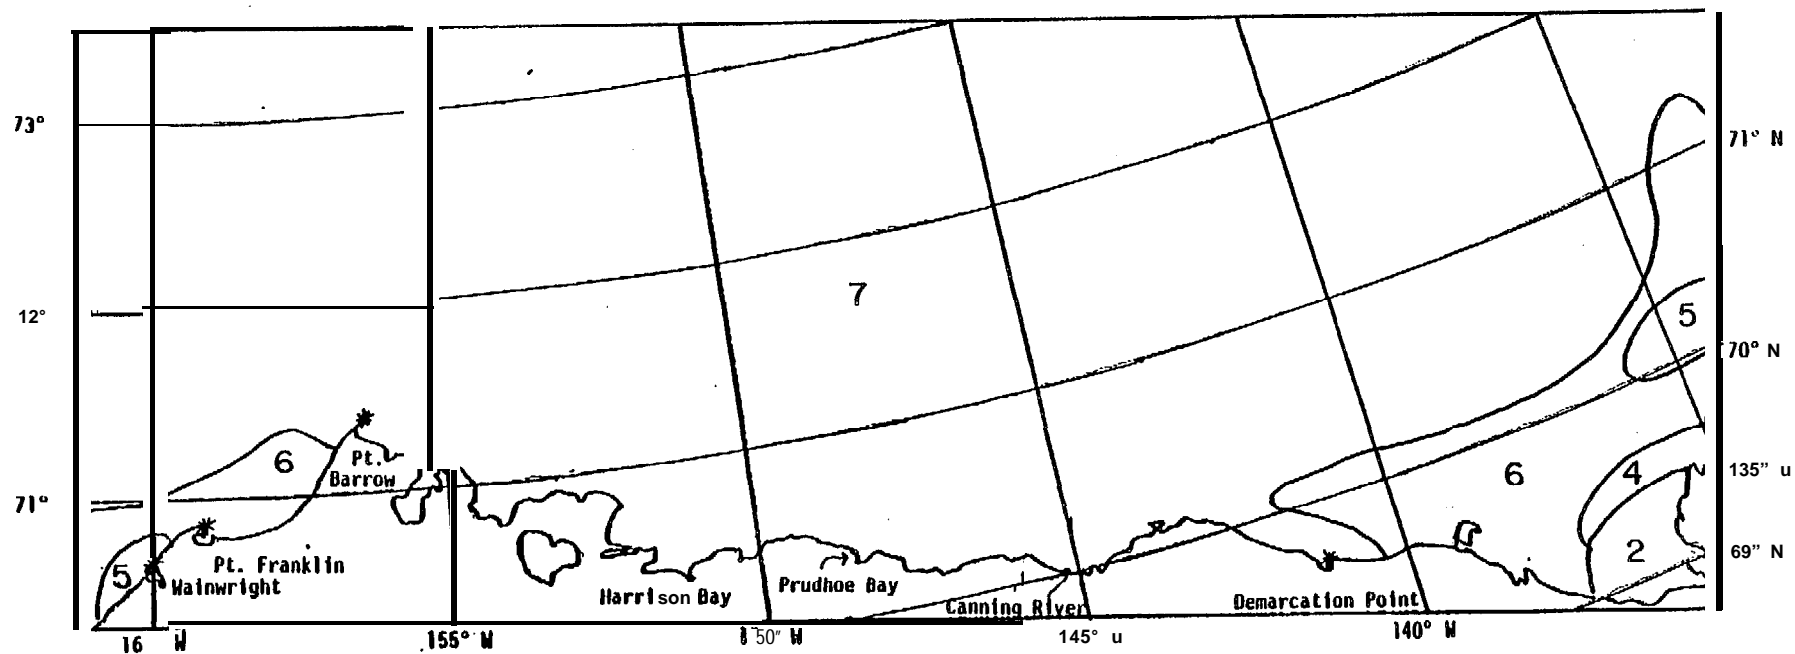 73°
71° N
7
5
12°
70° N
6
Pt.
Barrow
6
4
135" u
71°
2
69" N
Pt. Franklin
5
Wainwright
Prudhoe Bay
Harrison Bay
Canning River
Demarcation Point
16 W
155° W
50" W
145° u
140° W